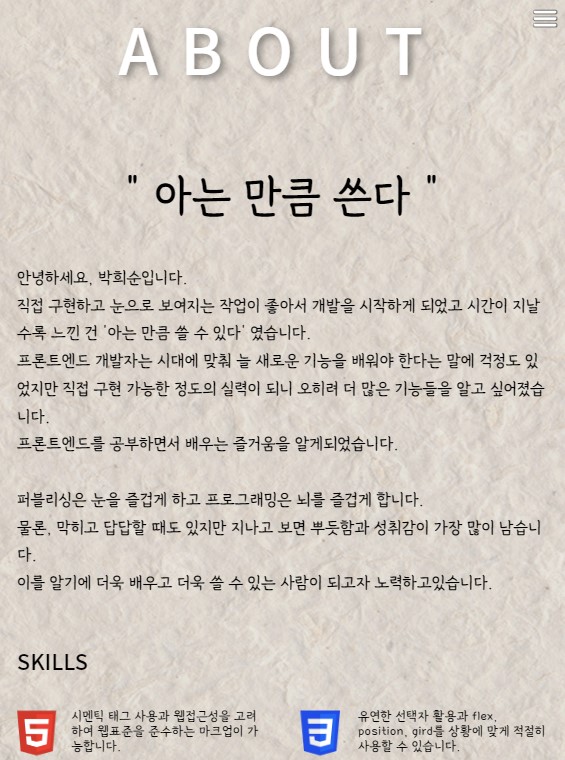 ABOUT
" 아는 만큼 쓴다 "
안녕하세요, 박희순입니다.
직접 구현하고 눈으로 보여지는 작업이 좋아서 개발을 시작하게 되었고 시간이 지날
수록 느낀 건 '아는 만큼 쓸 수 있다' 였습니다.
프론트엔드 개발자는 시대에 맞춰 늘 새로운 기능을 배워야 한다는 말에 걱정도 있
었지만 직접 구현 가능한 정도의 실력이 되니 오히려 더 많은 기능들을 알고 싶어졌습
니다.
프론트엔드를 공부하면서 배우는 즐거움을 알게되었습니다.
퍼블리싱은 눈을 즐겁게 하고 프로그래밍은 뇌를 즐겁게 합니다.
물론, 막히고 답답할 때도 있지만 지나고 보면 뿌듯함과 성취감이 가장 많이 남습니
다.
이를 알기에 더욱 배우고 더욱 쓸 수 있는 사람이 되고자 노력하고있습니다.
SKILLS
5
시멘틱 태그 사용과 웹접근성을 고려
하여 웹표준을 준수하는 마크업이 가
능합니다.
3
유연한 선택자 활용과 flex,
position, gird를 상황에 맞게 적절히
사용할 수 있습니다.